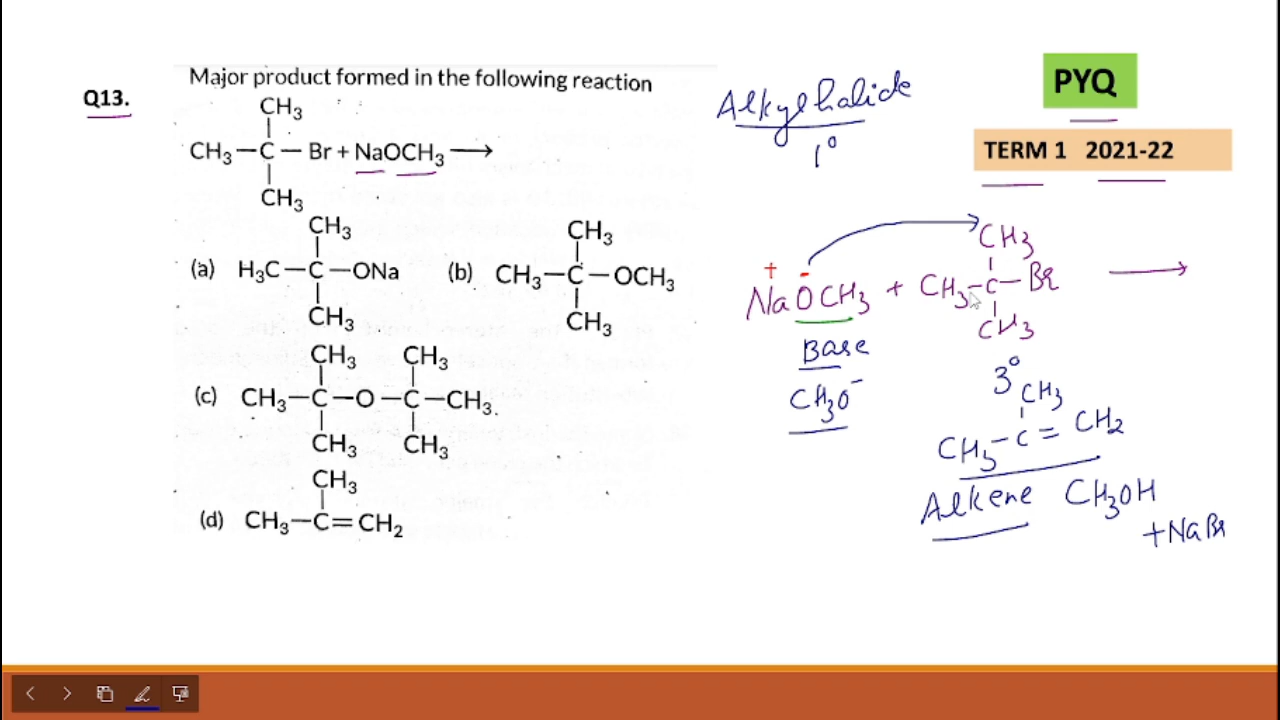 Q13.
Major product formed in the following reaction
CH₃
CH₃—C—Br + NaOCH₃ ⟶
CH₃
(a) H₃C—C—ONa
CH₃
CH₃
(b) CH₃—C—OCH₃
CH₃
CH₃
(c) CH₃—C—O—C—CH₃.
CH₃ CH₃
CH₃ CH₃
(d) CH₃—C=CH₂
CH₃
Alkylhalide
1°
PYQ
TERM 1 2021-22
+ -
NaOCH₃ + CH₃-C-Br ⟶
CH₃
CH₃
Base
CH₃O⁻
3°
CH₃
CH₃-C=CH₂
Alkene CH₃OH
+NaBr